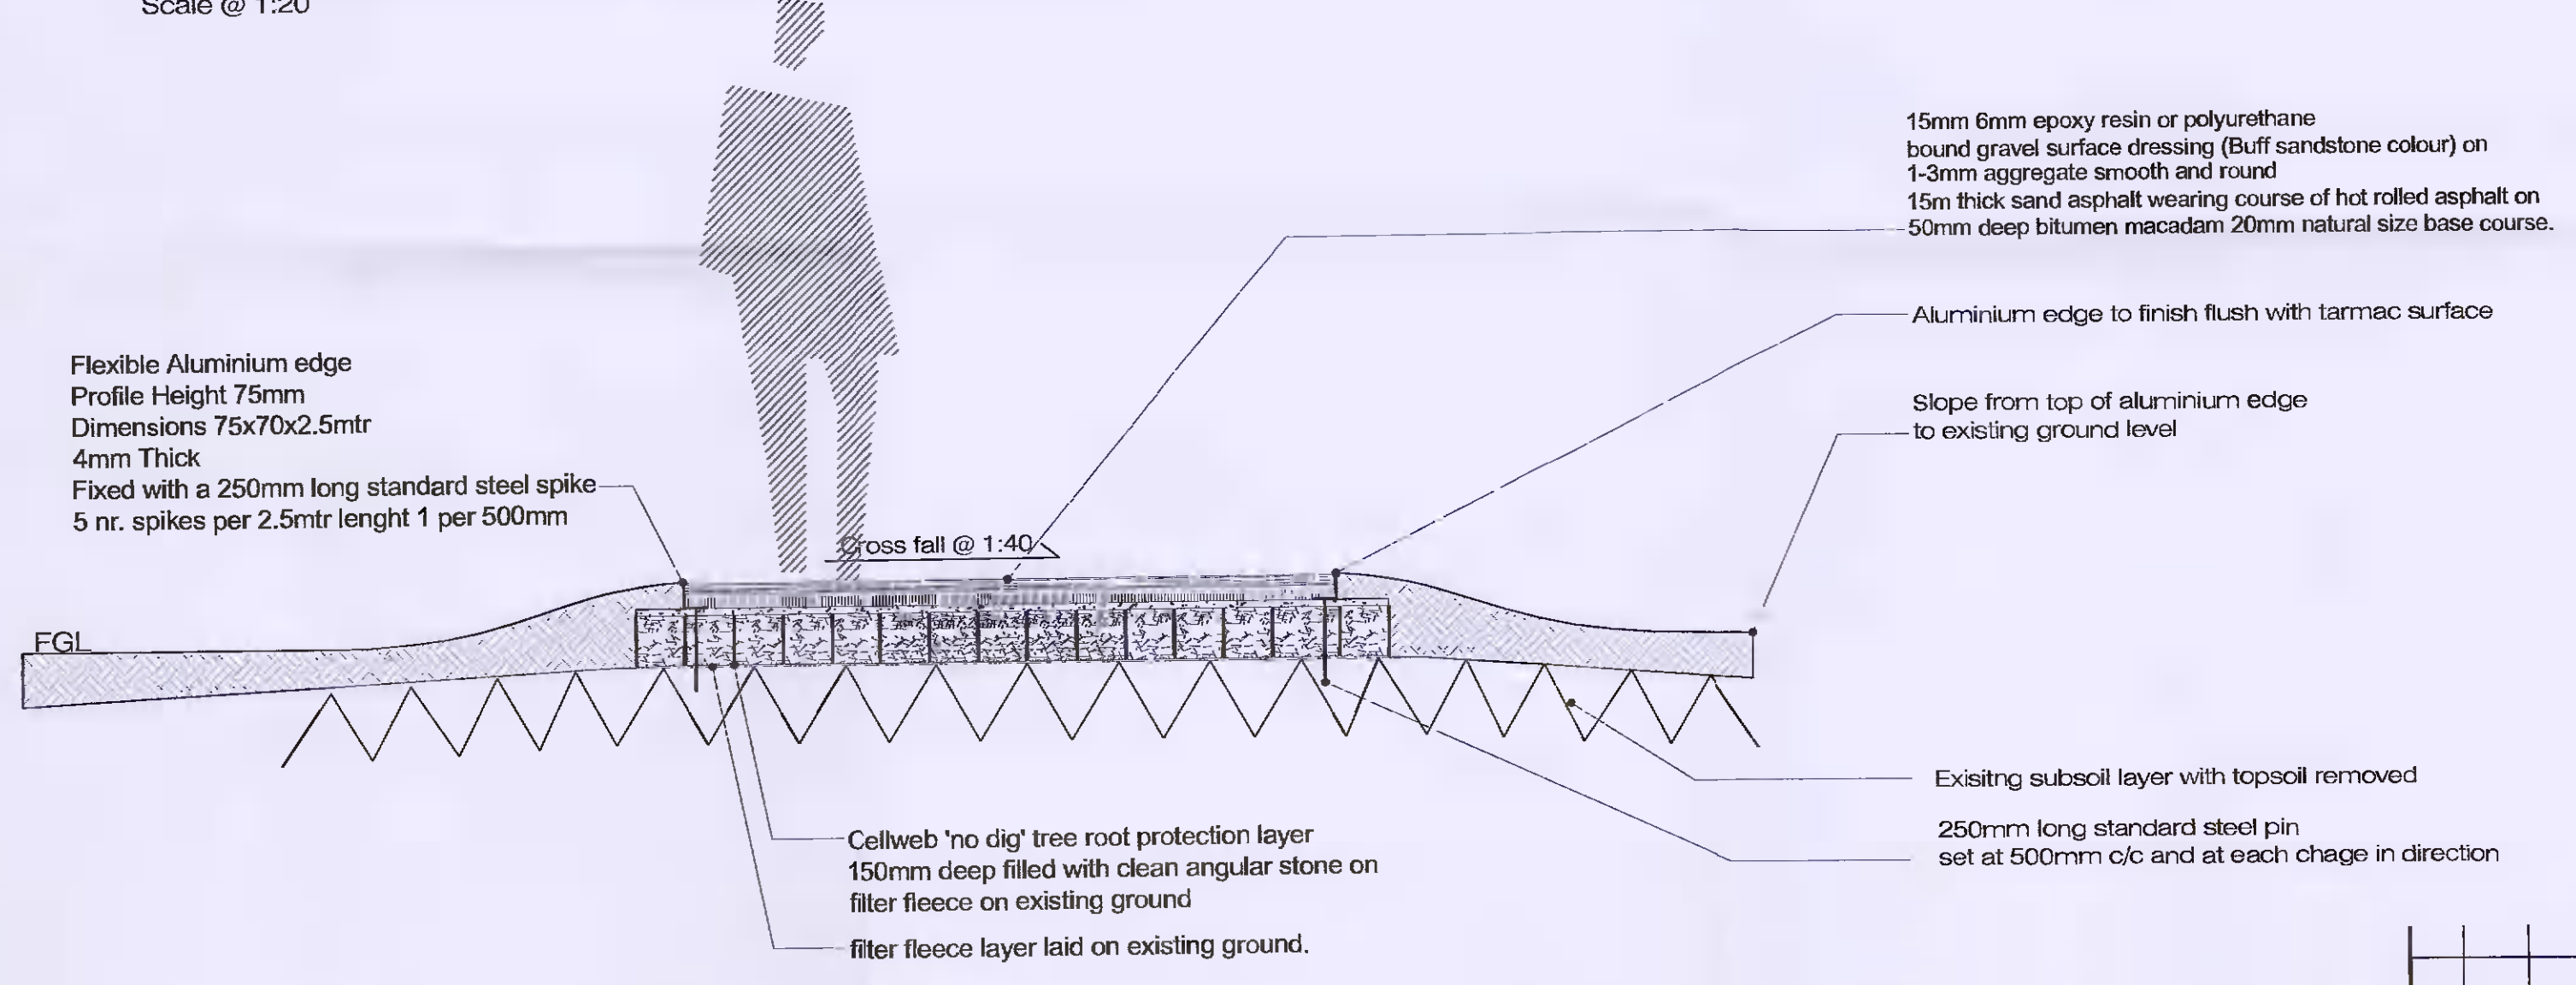 Scale @ 1:20
15mm 6mm epoxy resin or polyurethane
bound gravel surface dressing (Buff sandstone colour) on
1-3mm aggregate smooth and round
15m thick sand asphalt wearing course of hot rolled asphalt on
50mm deep bitumen macadam 20mm natural size base course.
Aluminium edge to finish flush with tarmac surface
Slope from top of aluminium edge
to existing ground level
Flexible Aluminium edge
Profile Height 75mm
Dimensions 75x70x2.5mtr
4mm Thick
Fixed with a 250mm long standard steel spike
5 nr. spikes per 2.5mtr lenght 1 per 500mm
Cross fall @ 1:40
FGL
Exisitng subsoil layer with topsoil removed
250mm long standard steel pin
set at 500mm c/c and at each chage in direction
Cellweb 'no dig' tree root protection layer
150mm deep filled with clean angular stone on
filter fleece on existing ground
filter fleece layer laid on existing ground.